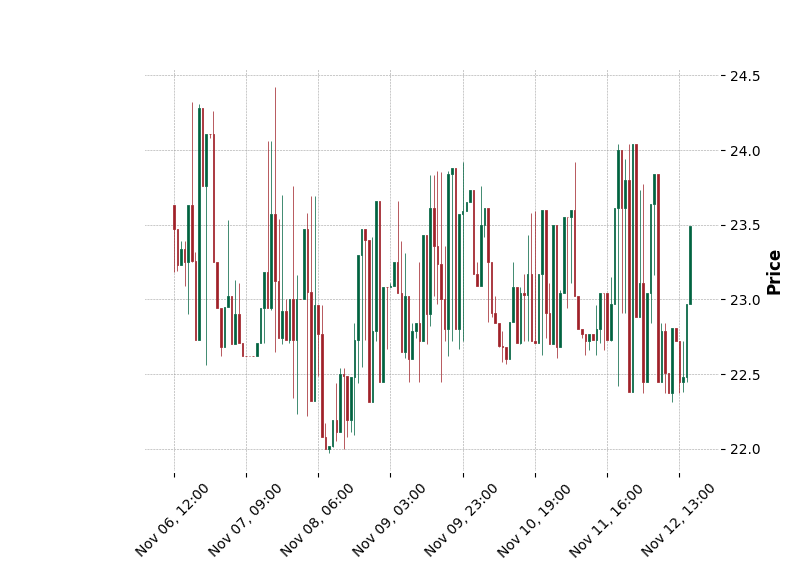 24.5
24.0
23.5
23.0
22.5
22.0
Price
Nov 06, 12:00
Nov 07, 09:00
Nov 08, 06:00
Nov 09, 03:00
Nov 09, 23:00
Nov 10, 19:00
Nov 11, 16:00
Nov 12, 13:00